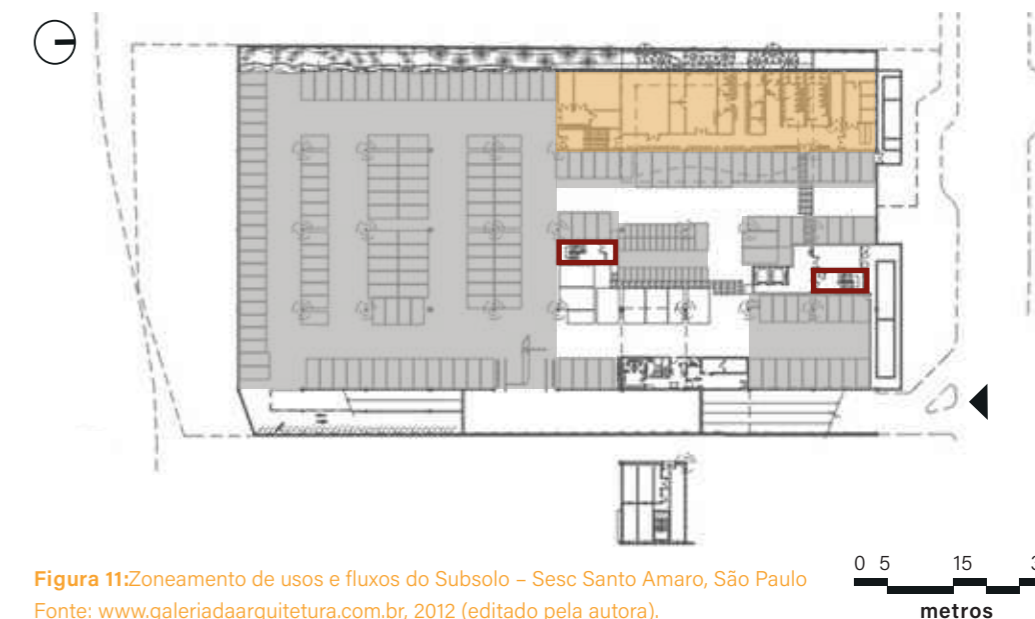 0 5 15 3
metros
Figura 11:Zoneamento de usos e fluxos do Subsolo – Sesc Santo Amaro, São Paulo
Fonte: www.galeriadaarquitetura.com.br, 2012 (editado pela autora).